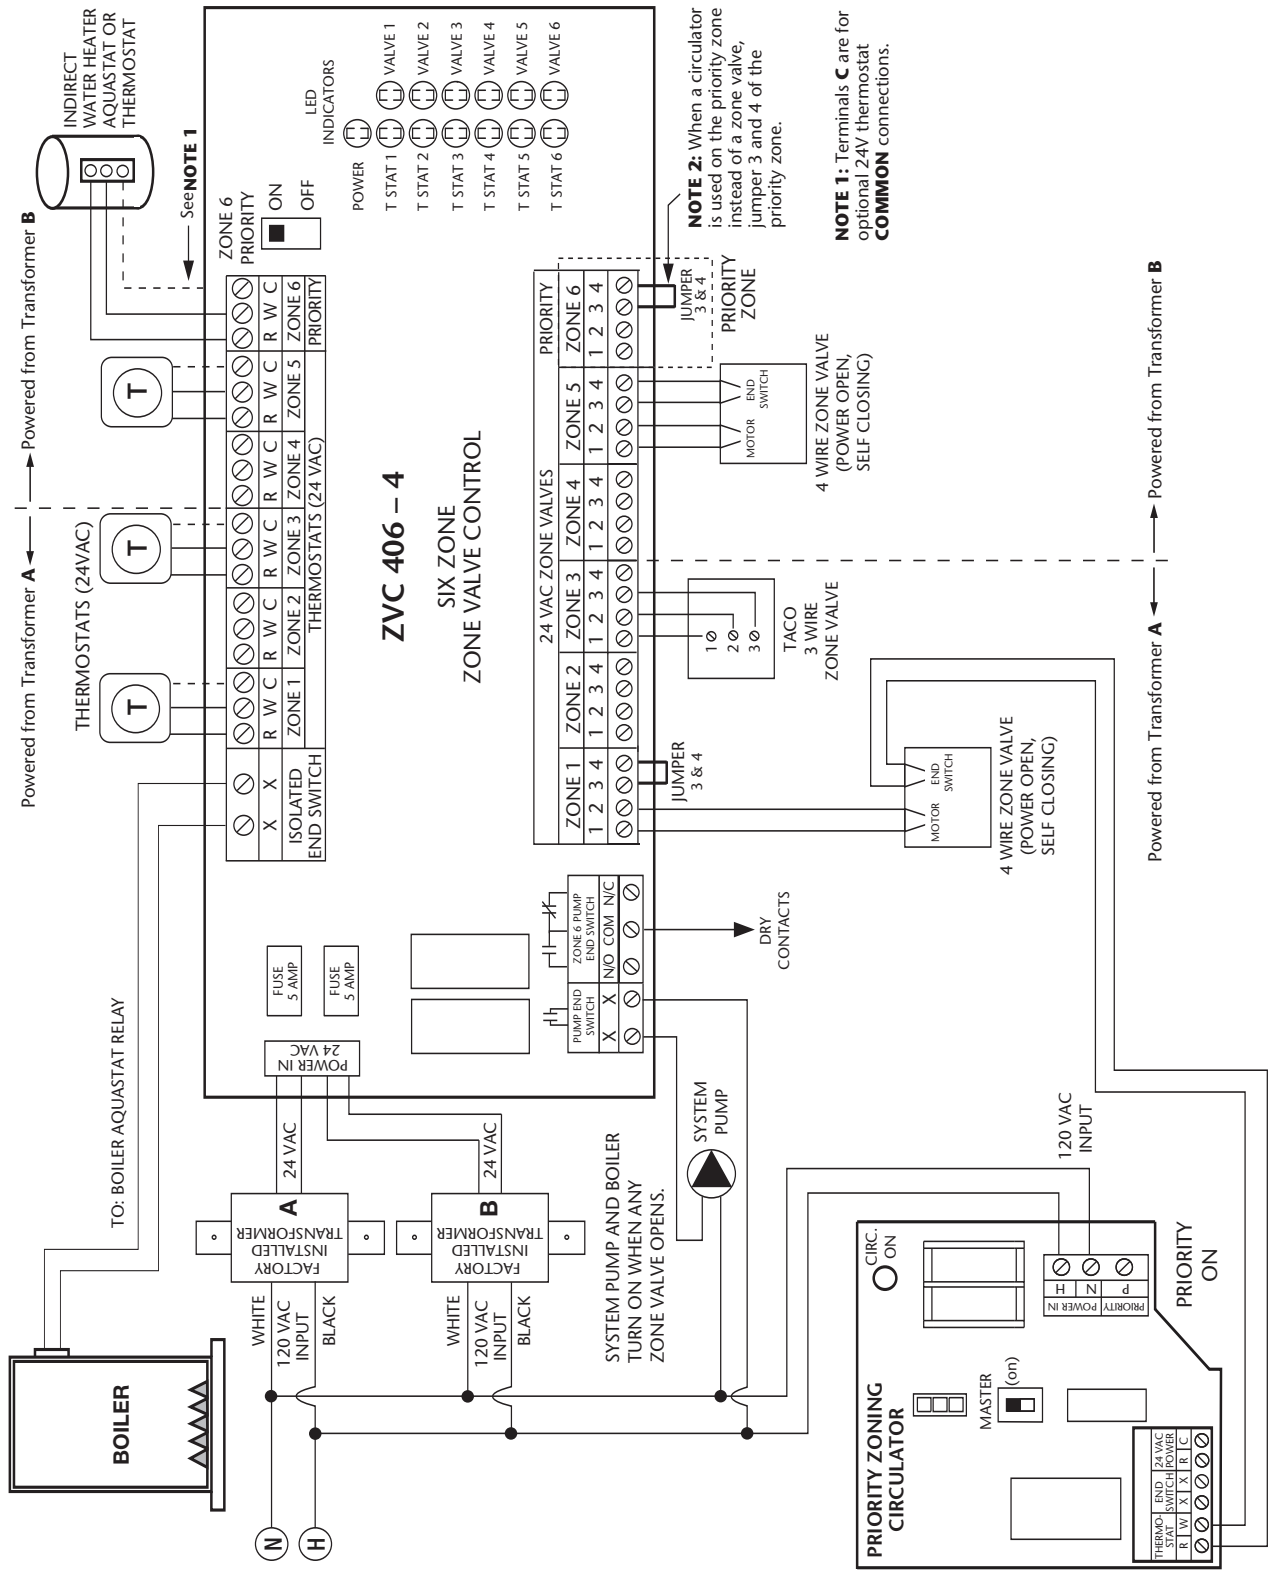 BOILER
TO: BOILER AQUASTAT RELAY
Powered from Transformer A
Powered from Transformer B
THERMOSTATS (24VAC)
T
T
T
INDIRECT
WATER HEATER
AQUASTAT OR
THERMOSTAT
See NOTE 1
N
H
WHITE
120 VAC
INPUT
BLACK
FACTORY
INSTALLED
TRANSFORMER
A
24 VAC
WHITE
120 VAC
INPUT
BLACK
FACTORY
INSTALLED
TRANSFORMER
B
24 VAC
POWER IN
24 VAC
FUSE
5 AMP
FUSE
5 AMP
X X
ISOLATED
END SWITCH
R W C
ZONE 1
R W C
ZONE 2
R W C
ZONE 3
R W C
ZONE 4
R W C
ZONE 5
R W C
ZONE 6
THERMOSTATS (24 VAC)
PRIORITY
ZONE 6
PRIORITY
ON
OFF
LED
INDICATORS
POWER
T STAT 1 VALVE 1
T STAT 2 VALVE 2
T STAT 3 VALVE 3
T STAT 4 VALVE 4
T STAT 5 VALVE 5
T STAT 6 VALVE 6
ZVC 406 – 4
SIX ZONE
ZONE VALVE CONTROL
PUMP END
SWITCH
X X
ZONE 6 PUMP
END SWITCH
N/O COM N/C
24 VAC ZONE VALVES
PRIORITY
ZONE 1
1 2 3 4
ZONE 2
1 2 3 4
ZONE 3
1 2 3 4
ZONE 4
1 2 3 4
ZONE 5
1 2 3 4
ZONE 6
1 2 3 4
SYSTEM PUMP AND BOILER
TURN ON WHEN ANY
ZONE VALVE OPENS.
SYSTEM
PUMP
DRY
CONTACTS
JUMPER
3 & 4
1
2
3
TACO
3 WIRE
ZONE VALVE
MOTOR
END
SWITCH
4 WIRE ZONE VALVE
(POWER OPEN,
SELF CLOSING)
JUMPER
3 & 4
PRIORITY
ZONE
NOTE 2: When a circulator
is used on the priority zone
instead of a zone valve,
jumper 3 and 4 of the
priority zone.
NOTE 1: Terminals C are for
optional 24V thermostat
COMMON connections.
MOTOR
END
SWITCH
4 WIRE ZONE VALVE
(POWER OPEN,
SELF CLOSING)
Powered from Transformer A
Powered from Transformer B
120 VAC
INPUT
CIRC.
ON
H N P
POWER IN PRIORITY
PRIORITY
ON
PRIORITY ZONING
CIRCULATOR
MASTER
(on)
THERMO-
STAT
END
SWITCH
24 VAC
POWER
R W X X R C